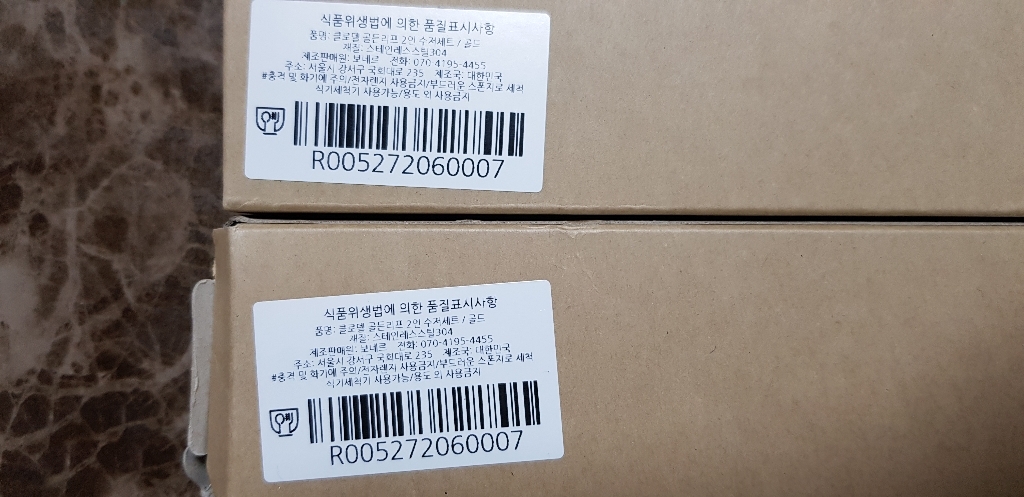 식품위생법에 의한 품질표시사항
품명: 클로델 골든리프 2인 수저세트 / 골드
재질: 스테인레스스틸304
제조판매원: 보네르 전화: 070-4195-4455
주소: 서울시 강서구 국회대로 235 제조국: 대한민국
#충격 및 화기에 주의/전자렌지 사용금지/부드러운 스폰지로 세척
식기세척기 사용가능/용도 외 사용금지
R005272060007
식품위생법에 의한 품질표시사항
품명: 클로델 골든리프 2인 수저세트 / 골드
재질: 스테인레스스틸304
제조판매원: 보네르 전화: 070-4195-4455
주소: 서울시 강서구 국회대로 235 제조국: 대한민국
#충격 및 화기에 주의/전자렌지 사용금지/부드러운 스폰지로 세척
식기세척기 사용가능/용도 외 사용금지
R005272060007